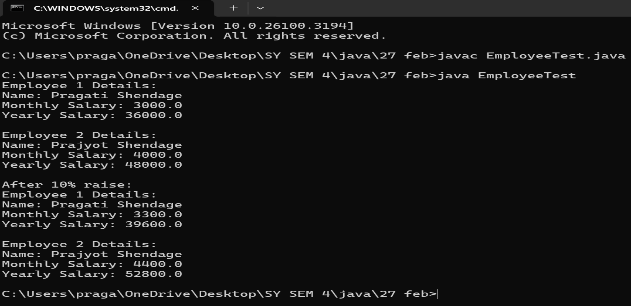 C:\WINDOWS\system32\cmd.
Microsoft Windows [Version 10.0.26100.3194]
(c) Microsoft Corporation. All rights reserved.
C:\Users\praga\OneDrive\Desktop\SY SEM 4\java\27 feb>javac EmployeeTest.java
C:\Users\praga\OneDrive\Desktop\SY SEM 4\java\27 feb>java EmployeeTest
Employee 1 Details:
Name: Pragati Shendage
Monthly Salary: 3000.0
Yearly Salary: 36000.0
Employee 2 Details:
Name: Prajyot Shendage
Monthly Salary: 4000.0
Yearly Salary: 48000.0
After 10% raise:
Employee 1 Details:
Name: Pragati Shendage
Monthly Salary: 3300.0
Yearly Salary: 39600.0
Employee 2 Details:
Name: Prajyot Shendage
Monthly Salary: 4400.0
Yearly Salary: 52800.0
C:\Users\praga\OneDrive\Desktop\SY SEM 4\java\27 feb>